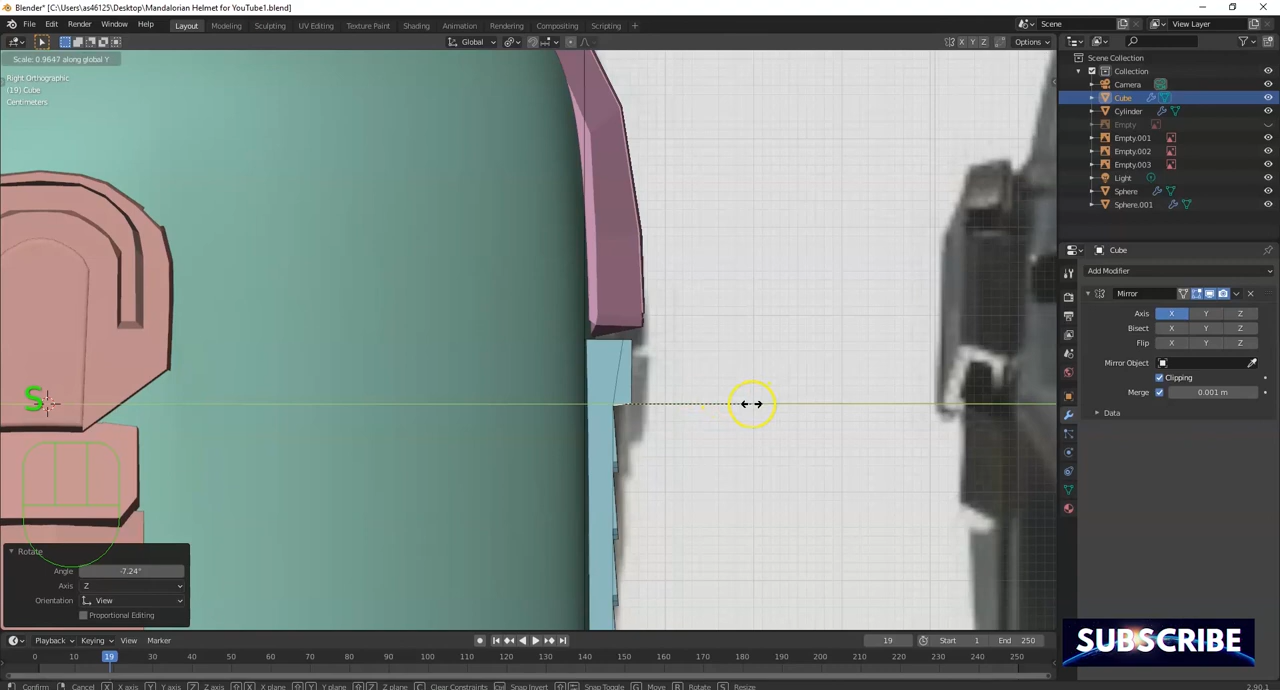 Blender* [C:\Users\as46125\Desktop\Mandalorian Helmet for YouTube1.blend]
File Edit Render Window Help Layout Modeling Sculpting UV Editing Texture Paint Shading Animation Rendering Compositing Scripting + Scene View Layer
Global X Y Z Options
Scale: 0.9647 along global Y
Right Orthographic
(19) Cube
Centimeters
Scene Collection
Collection
Camera
Cube
Cylinder
Empty
Empty.001
Empty.002
Empty.003
Light
Sphere
Sphere.001
Cube
Add Modifier
Mirror
Axis X Y Z
Bisect X Y Z
Flip X Y Z
Mirror Object
Clipping
Merge 0.001 m
Data
S
Rotate
Angle -7.24°
Axis Z
Orientation View
Proportional Editing
Playback Keying View Marker 19 Start 1 End 250
0 10 19 30 40 50 60 70 80 90 100 110 120 130 140 150 160 170 180 190 200 210 220 230 240 250
Confirm Cancel X X axis Y Y axis Z Z axis X X plane Y Y plane Z Z plane C Clear Constraints Snap Invert Snap Toggle G Move R Rotate S Resize 2.90.1
SUBSCRIBE